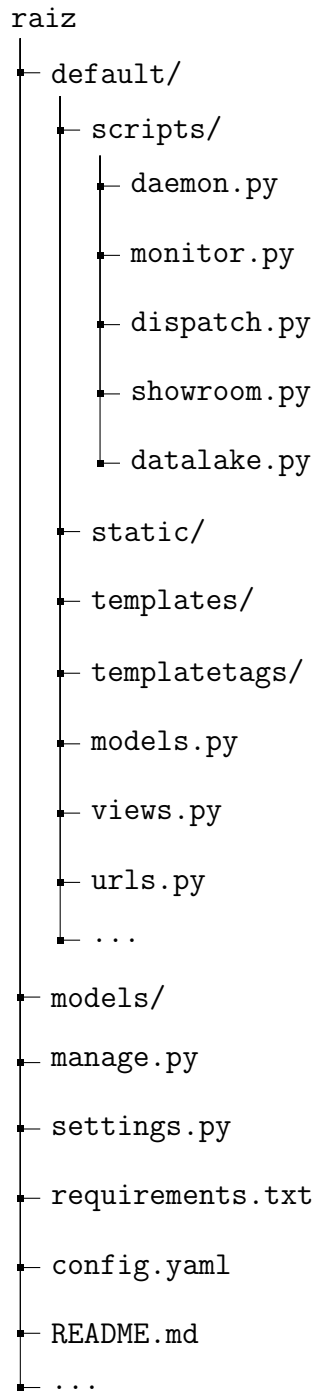 raiz
default/
scripts/
daemon.py
monitor.py
dispatch.py
showroom.py
datalake.py
static/
templates/
templatetags/
models.py
views.py
urls.py
...
models/
manage.py
settings.py
requirements.txt
config.yaml
README.md
...